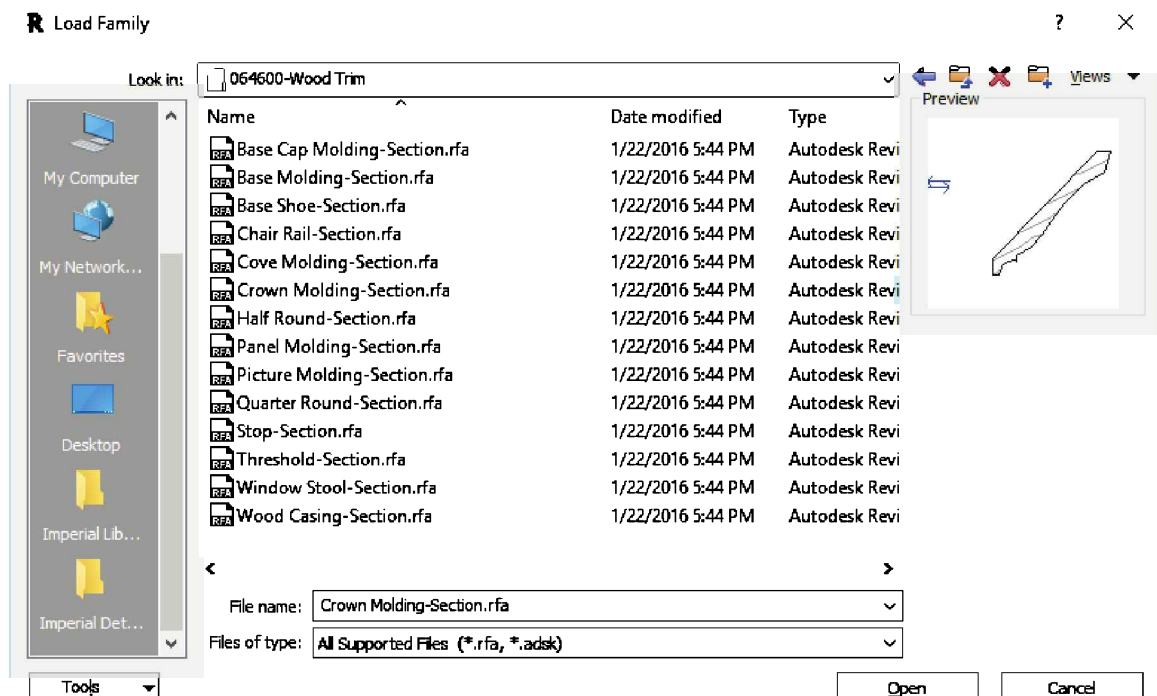 Load Family
? ×
Look in: 064600-Wood Trim
Views
Preview
Name Date modified Type
Base Cap Molding-Section.rfa 1/22/2016 5:44 PM Autodesk Revi
Base Molding-Section.rfa 1/22/2016 5:44 PM Autodesk Revi
Base Shoe-Section.rfa 1/22/2016 5:44 PM Autodesk Revi
Chair Rail-Section.rfa 1/22/2016 5:44 PM Autodesk Revi
Cove Molding-Section.rfa 1/22/2016 5:44 PM Autodesk Revi
Crown Molding-Section.rfa 1/22/2016 5:44 PM Autodesk Revi
Half Round-Section.rfa 1/22/2016 5:44 PM Autodesk Revi
Panel Molding-Section.rfa 1/22/2016 5:44 PM Autodesk Revi
Picture Molding-Section.rfa 1/22/2016 5:44 PM Autodesk Revi
Quarter Round-Section.rfa 1/22/2016 5:44 PM Autodesk Revi
Stop-Section.rfa 1/22/2016 5:44 PM Autodesk Revi
Threshold-Section.rfa 1/22/2016 5:44 PM Autodesk Revi
Window Stool-Section.rfa 1/22/2016 5:44 PM Autodesk Revi
Wood Casing-Section.rfa 1/22/2016 5:44 PM Autodesk Revi
My Computer
My Network...
Favorites
Desktop
Imperial Lib...
Imperial Det...
File name: Crown Molding-Section.rfa
Files of type: All Supported Files (*.rfa, *.adsk)
Tools
Open
Cancel